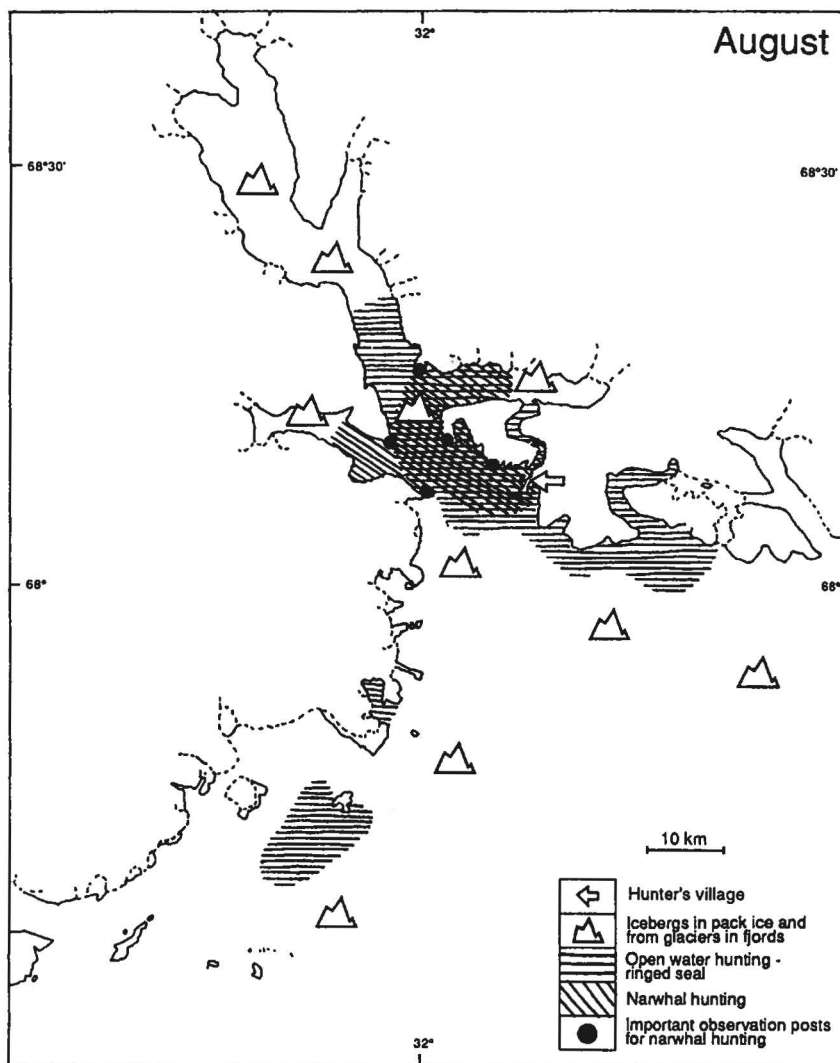 32°
August
68°30'
68°30'
68°
68°
10 km
Hunter's village
Icebergs in pack ice and
from glaciers in fjords
Open water hunting -
ringed seal
Narwhal hunting
Important observation posts
for narwhal hunting
32°